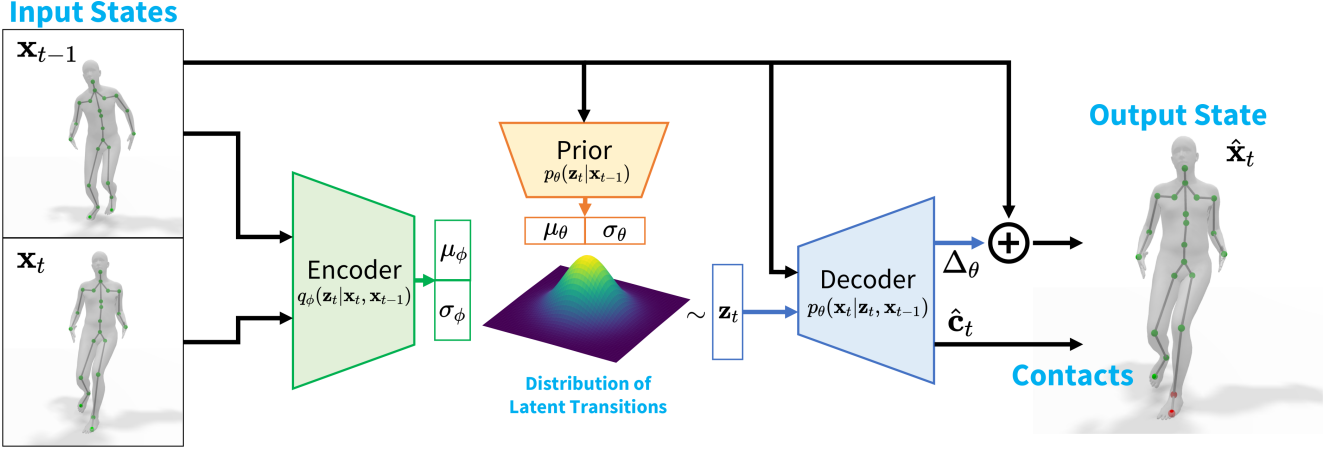 Input States
x_{t−1}
x_t
Encoder
q_ϕ(z_t|x_t, x_{t−1})
μ_ϕ
σ_ϕ
Prior
p_θ(z_t|x_{t−1})
μ_θ σ_θ
Distribution of
Latent Transitions
∼ z_t
Decoder
p_θ(x_t|z_t, x_{t−1})
Δ_θ
+
ĉ_t
Contacts
Output State
x̂_t